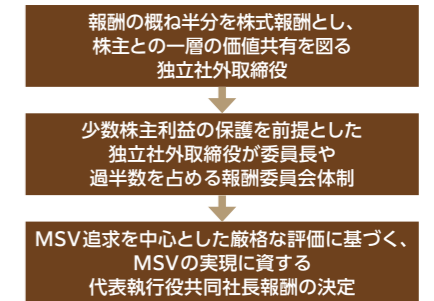 報酬の概ね半分を株式報酬とし、
株主との一層の価値共有を図る
独立社外取締役
少数株主利益の保護を前提とした
独立社外取締役が委員長や
過半数を占める報酬委員会体制
MSV追求を中心とした厳格な評価に基づく、
MSVの実現に資する
代表執行役共同社長報酬の決定